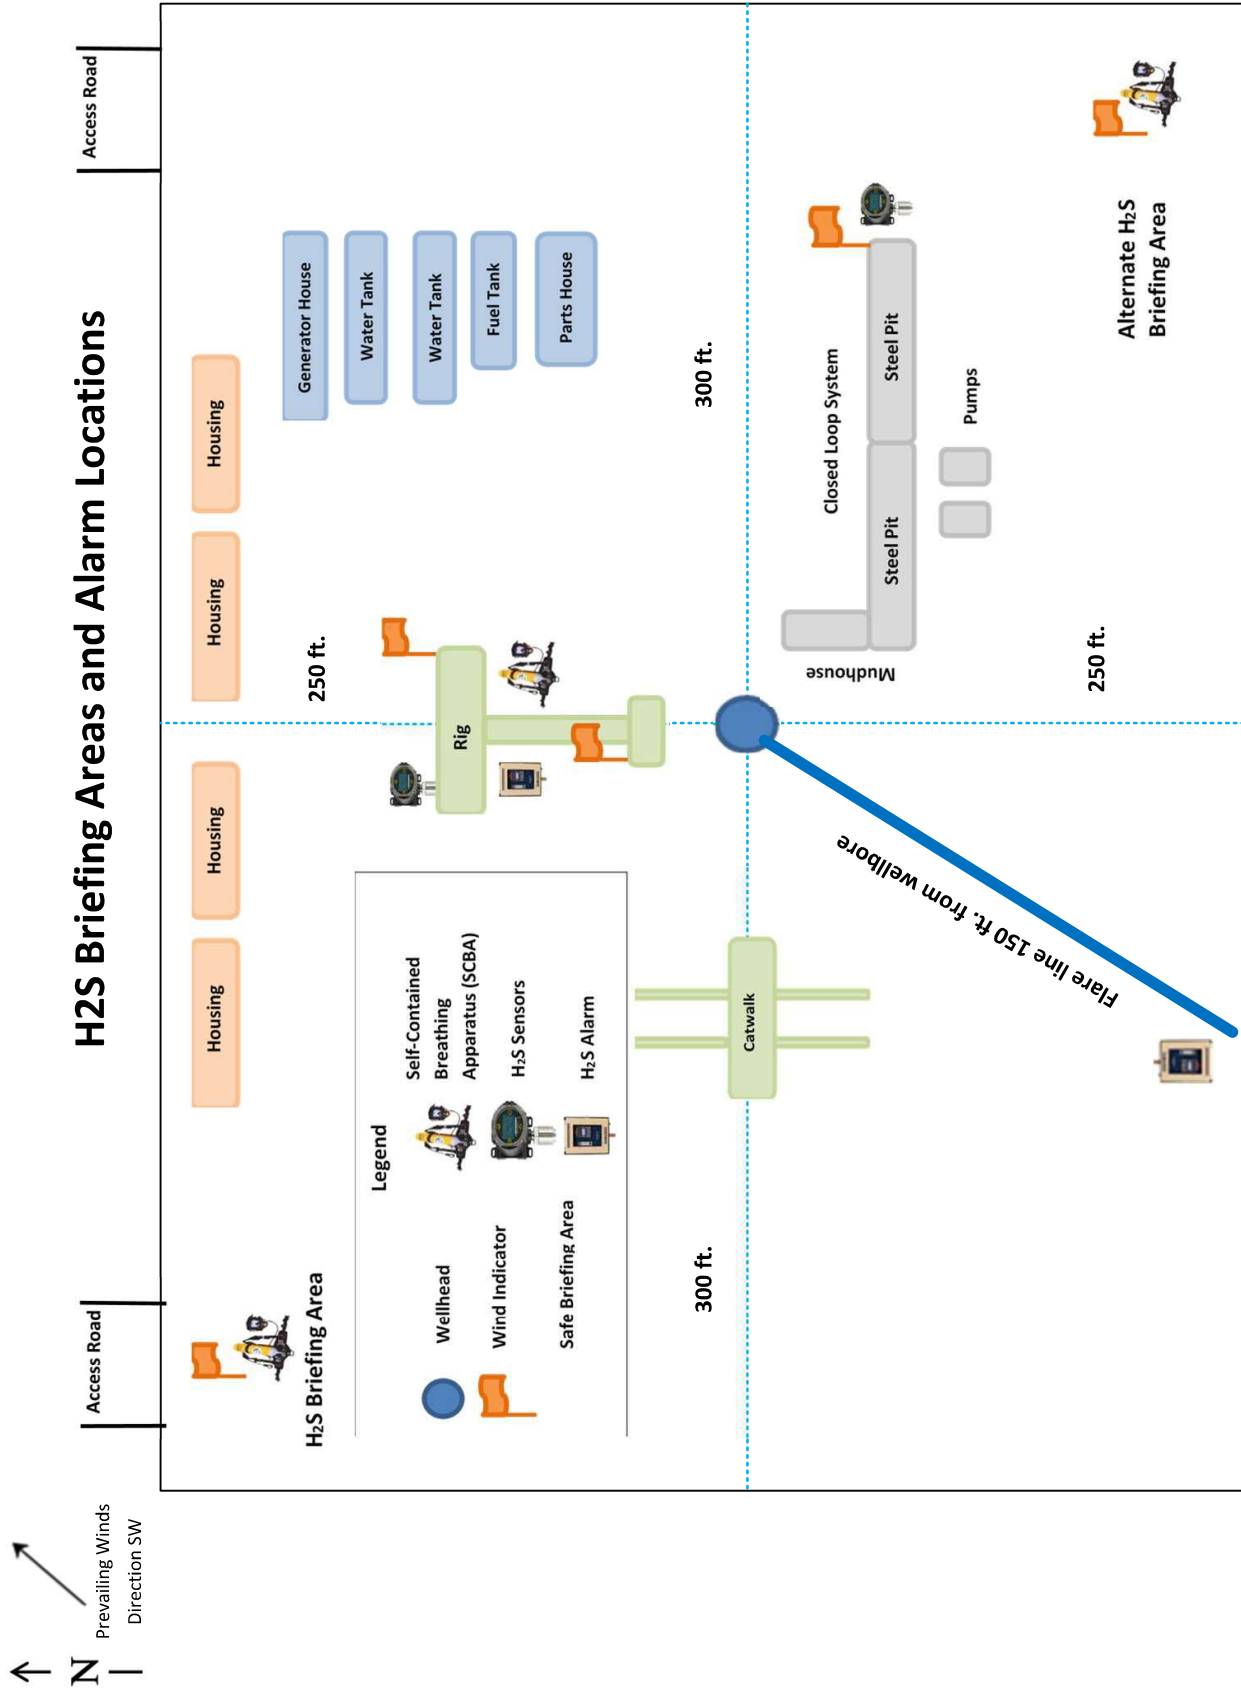 H2S Briefing Areas and Alarm Locations
N
Prevailing Winds
Direction SW
Access Road
Access Road
Housing
Housing
Housing
Housing
H₂S Briefing Area
250 ft.
Generator House
Water Tank
Water Tank
Fuel Tank
Parts House
Rig
Legend
Wellhead
Wind Indicator
Safe Briefing Area
Self-Contained
Breathing
Apparatus (SCBA)
H₂S Sensors
H₂S Alarm
300 ft.
300 ft.
Catwalk
Mudhouse
Closed Loop System
Steel Pit
Steel Pit
Pumps
Flare line 150 ft. from wellbore
250 ft.
Alternate H₂S
Briefing Area